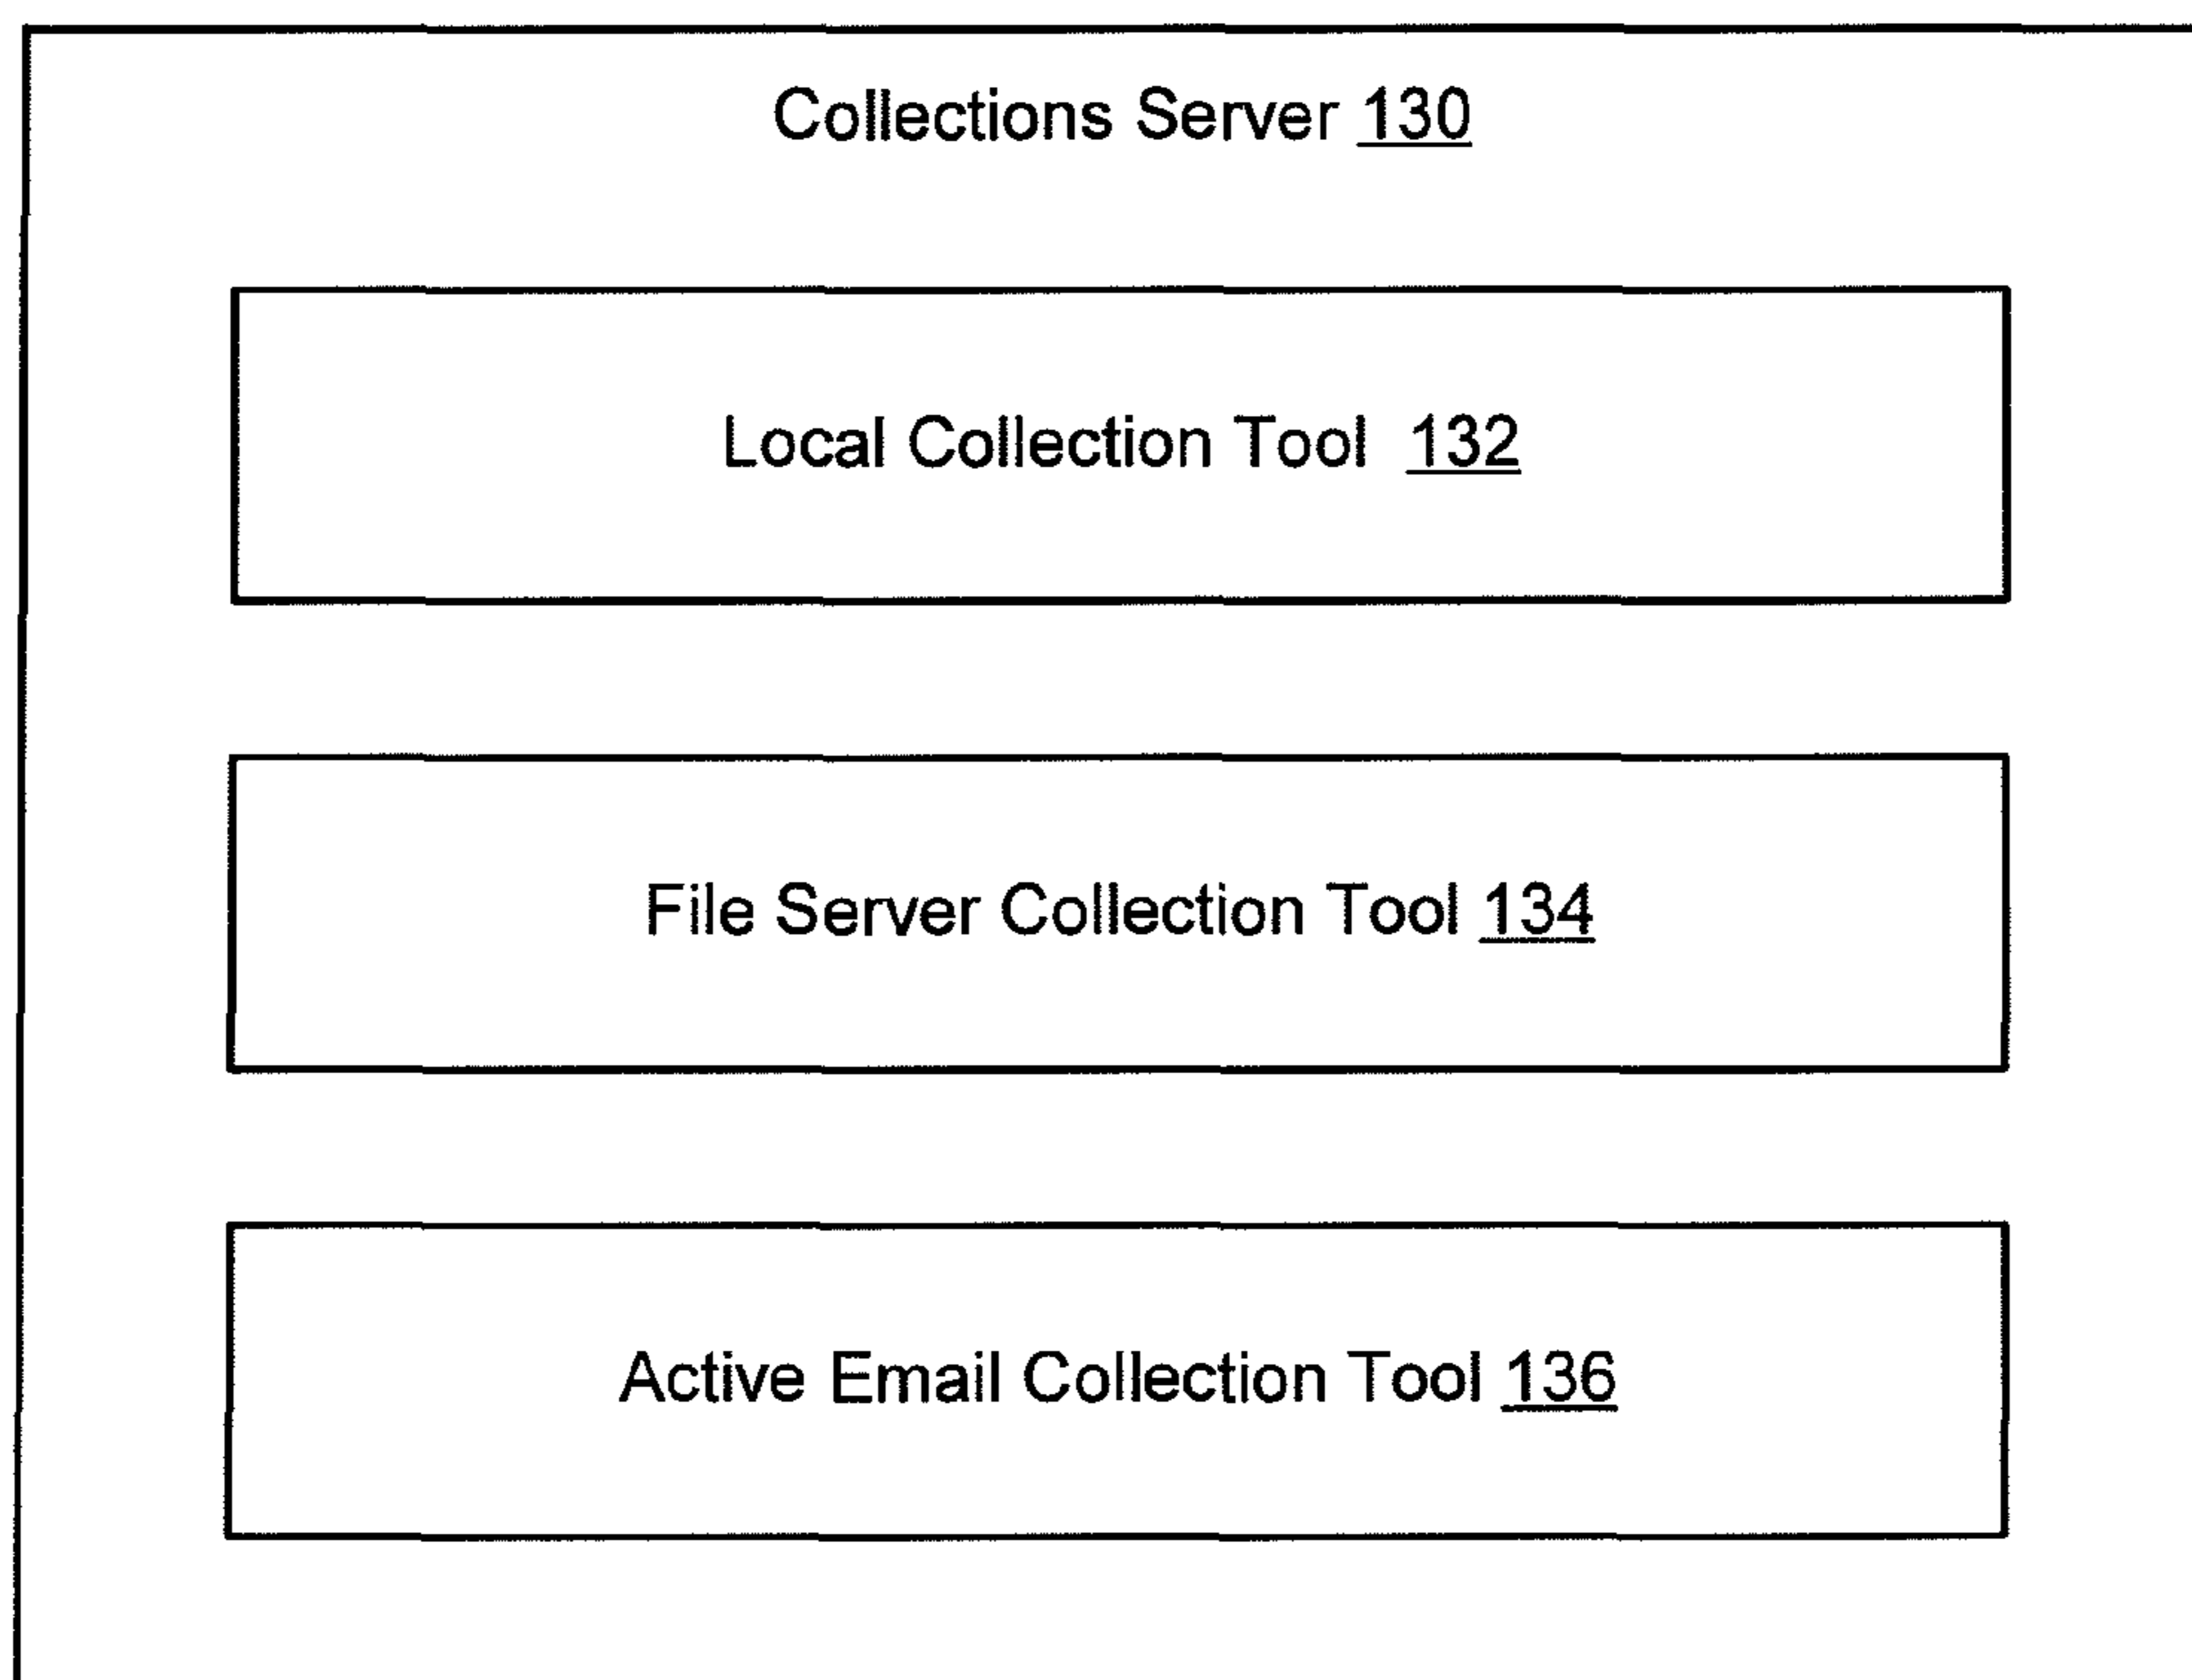 Collections Server 130
Local Collection Tool 132
File Server Collection Tool 134
Active Email Collection Tool 136